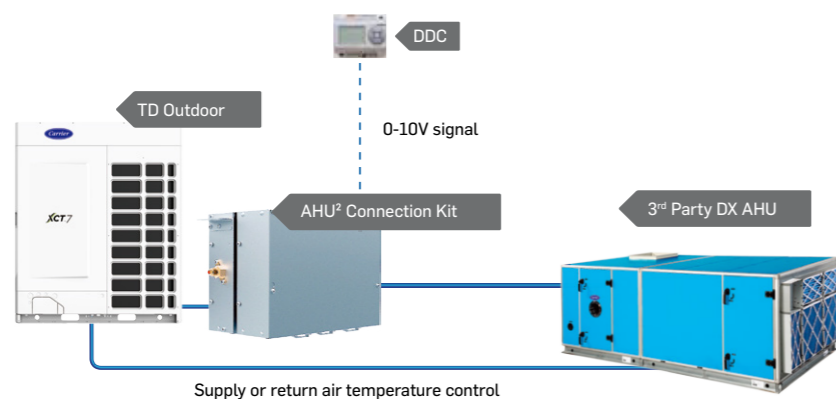 DDC
TD Outdoor
0-10V signal
Carrier
AHU² Connection Kit
3rd Party DX AHU
XCT7
Supply or return air temperature control